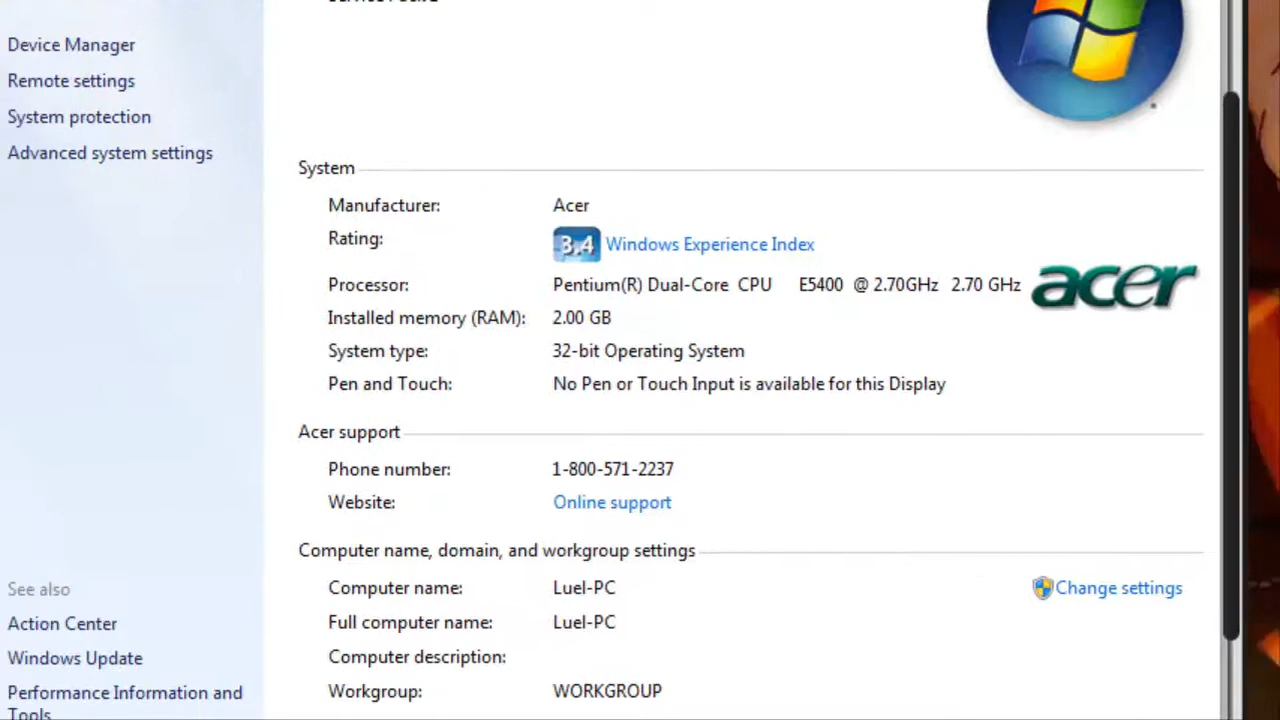 Device Manager
Remote settings
System protection
Advanced system settings
System
Manufacturer: Acer
Rating: 3.4 Windows Experience Index
Processor: Pentium(R) Dual-Core CPU E5400 @ 2.70GHz 2.70 GHz
acer
Installed memory (RAM): 2.00 GB
System type: 32-bit Operating System
Pen and Touch: No Pen or Touch Input is available for this Display
Acer support
Phone number: 1-800-571-2237
Website: Online support
Computer name, domain, and workgroup settings
Computer name: Luel-PC Change settings
Full computer name: Luel-PC
Computer description:
Workgroup: WORKGROUP
See also
Action Center
Windows Update
Performance Information and
Tools